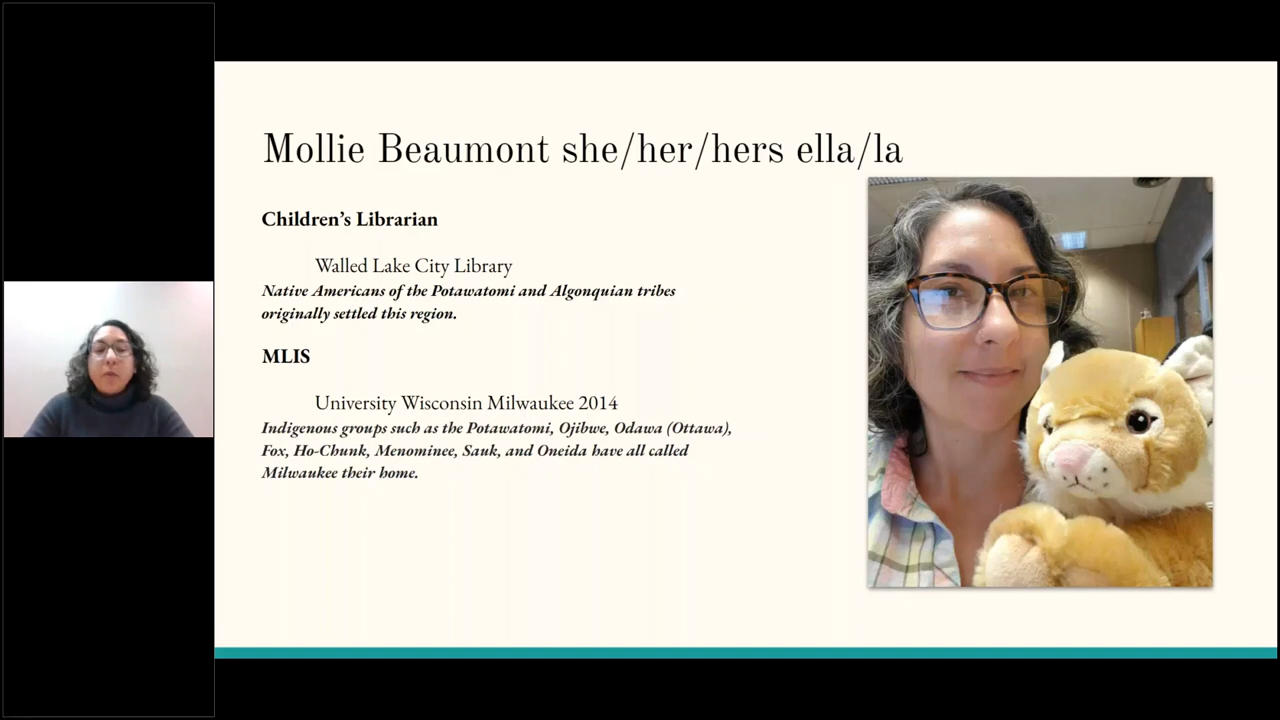 Mollie Beaumont she/her/hers ella/la
Children’s Librarian
Walled Lake City Library
Native Americans of the Potawatomi and Algonquian tribes
originally settled this region.
MLIS
University Wisconsin Milwaukee 2014
Indigenous groups such as the Potawatomi, Ojibwe, Odawa (Ottawa),
Fox, Ho-Chunk, Menominee, Sauk, and Oneida have all called
Milwaukee their home.